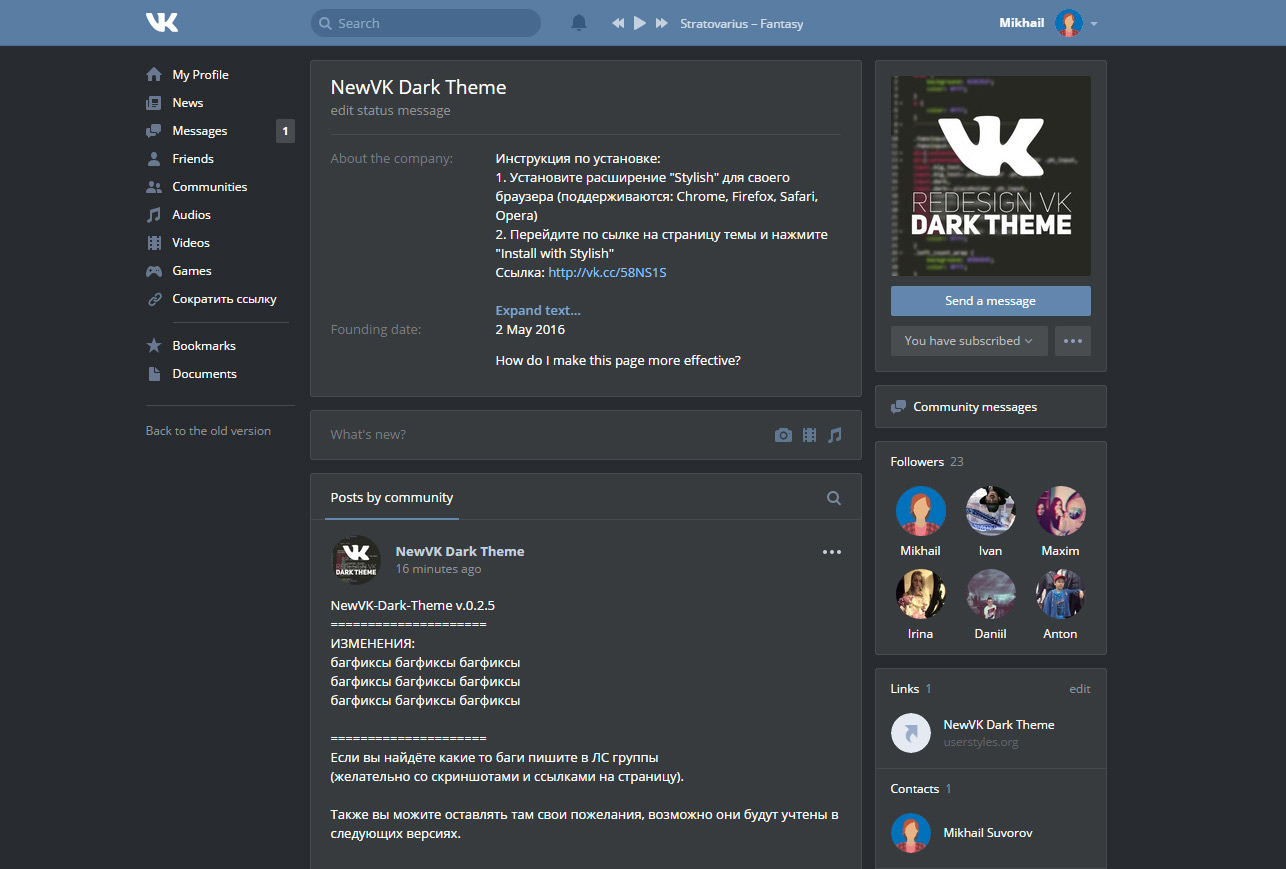 VK
Search
Stratovarius – Fantasy
Mikhail
My Profile
News
Messages
1
Friends
Communities
Audios
Videos
Games
Сократить ссылку
Bookmarks
Documents
Back to the old version
NewVK Dark Theme
edit status message
About the company:
Инструкция по установке:
1. Установите расширение "Stylish" для своего
браузера (поддерживаются: Chrome, Firefox, Safari,
Opera)
2. Перейдите по сылке на страницу темы и нажмите
"Install with Stylish"
Ссылка: http://vk.cc/58NS1S
Expand text...
Founding date:
2 May 2016
How do I make this page more effective?
What's new?
Posts by community
NewVK Dark Theme
16 minutes ago
NewVK-Dark-Theme v.0.2.5
=====================
ИЗМЕНЕНИЯ:
багфиксы багфиксы багфиксы
багфиксы багфиксы багфиксы
багфиксы багфиксы багфиксы
=====================
Если вы найдёте какие то баги пишите в ЛС группы
(желательно со скриншотами и ссылками на страницу).
Также вы можите оставлять там свои пожелания, возможно они будут учтены в
следующих версиях.
VK
REDESIGN VK
DARK THEME
Send a message
You have subscribed
Community messages
Followers 23
Mikhail
Ivan
Maxim
Irina
Daniil
Anton
Links 1
edit
NewVK Dark Theme
userstyles.org
Contacts 1
Mikhail Suvorov